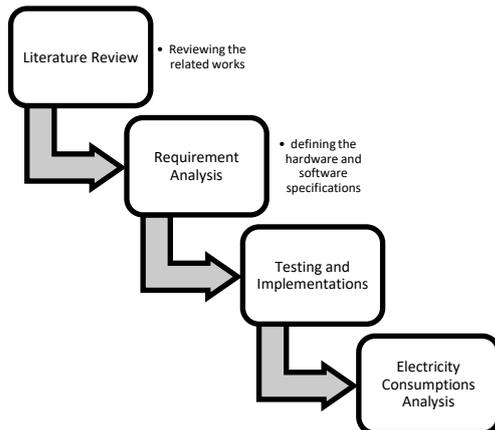 Literature Review
• Reviewing the
related works
Requirement
Analysis
• defining the
hardware and
software
specifications
Testing and
Implementations
Electricity
Consumptions
Analysis